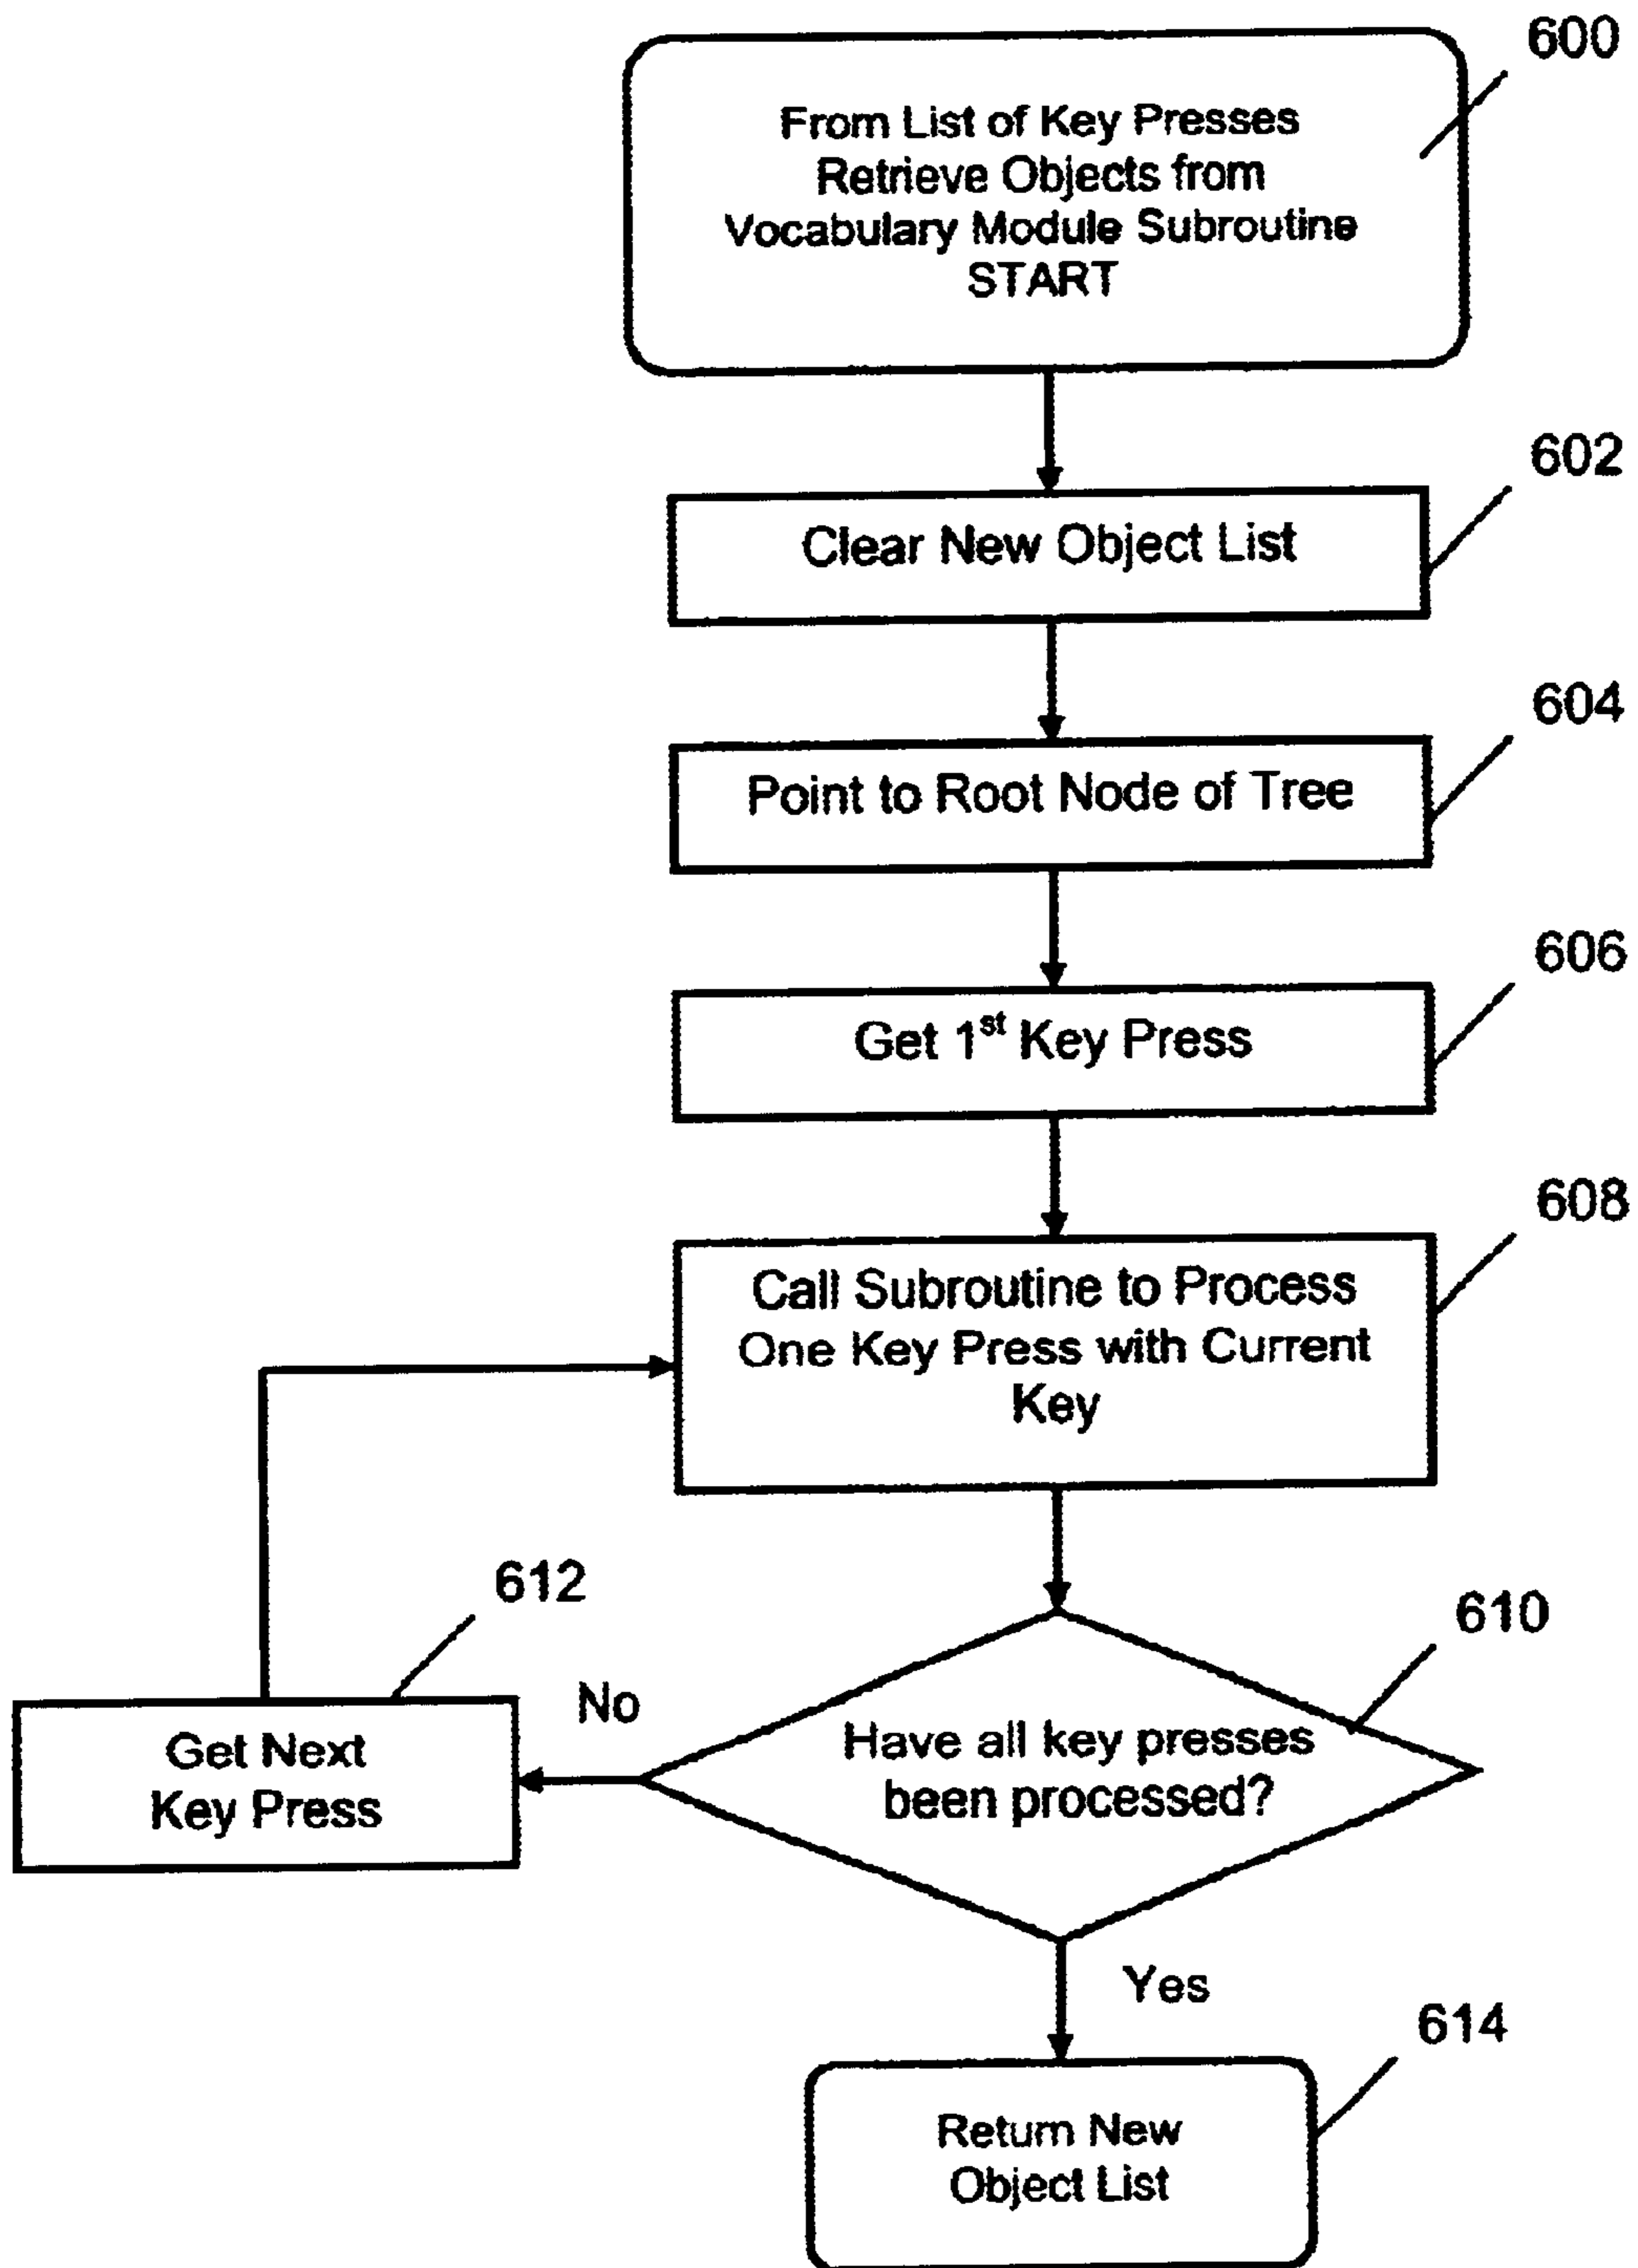 600
From List of Key Presses
Retrieve Objects from
Vocabulary Module Subroutine
START
602
Clear New Object List
604
Point to Root Node of Tree
606
Get 1st Key Press
608
Call Subroutine to Process
One Key Press with Current
Key
612
610
No
Get Next
Key Press
Have all key presses
been processed?
Yes
614
Return New
Object List